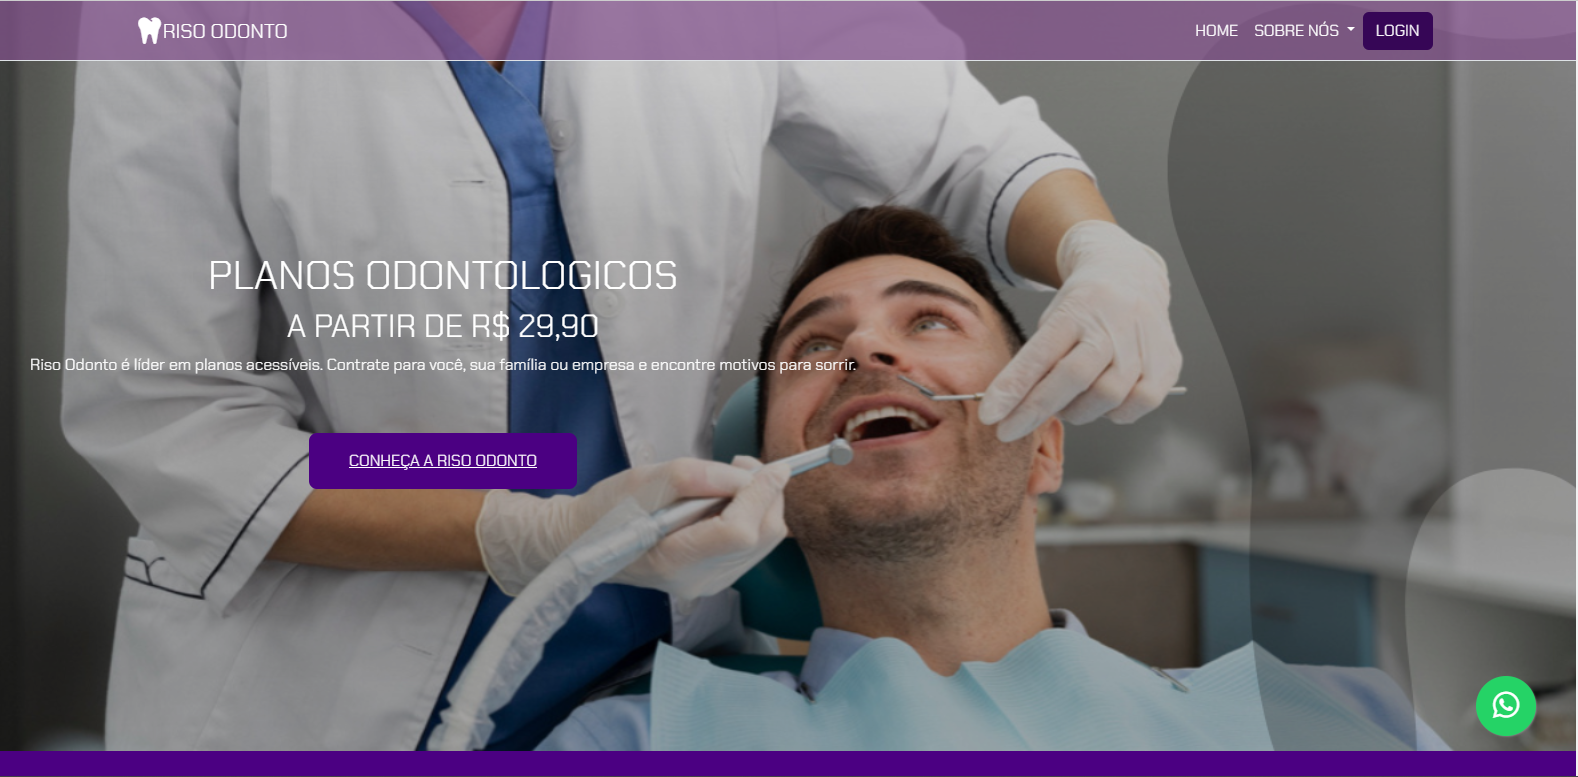 RISO ODONTO
HOME SOBRE NÓS LOGIN
PLANOS ODONTOLOGICOS
A PARTIR DE R$ 29,90
Riso Odonto é líder em planos acessíveis. Contrate para você, sua família ou empresa e encontre motivos para sorrir.
CONHEÇA A RISO ODONTO